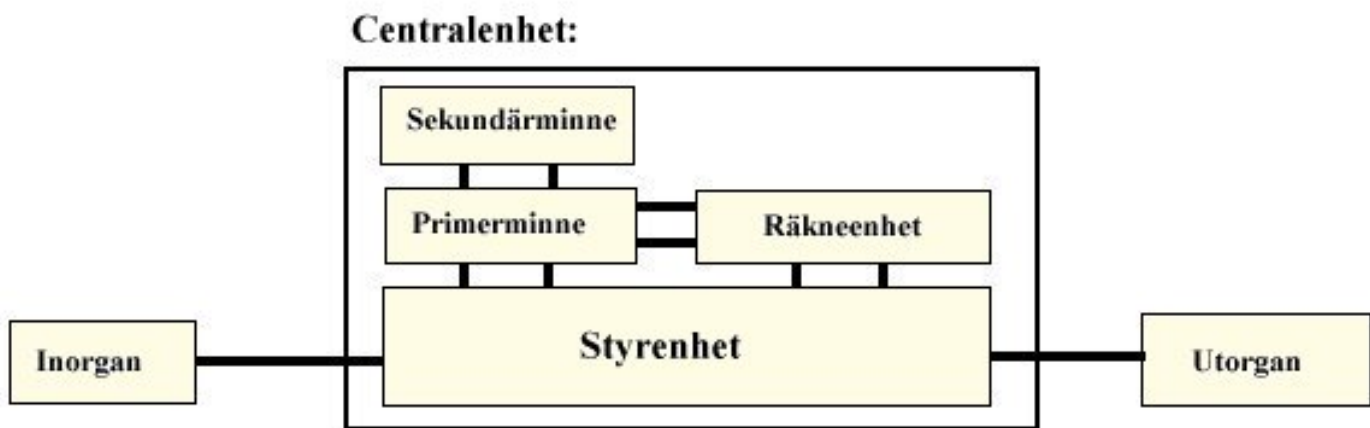 Centralenhet:
Sekundärminne
Primerminne
Räkneenhet
Styrenhet
Inorgan
Utorgan